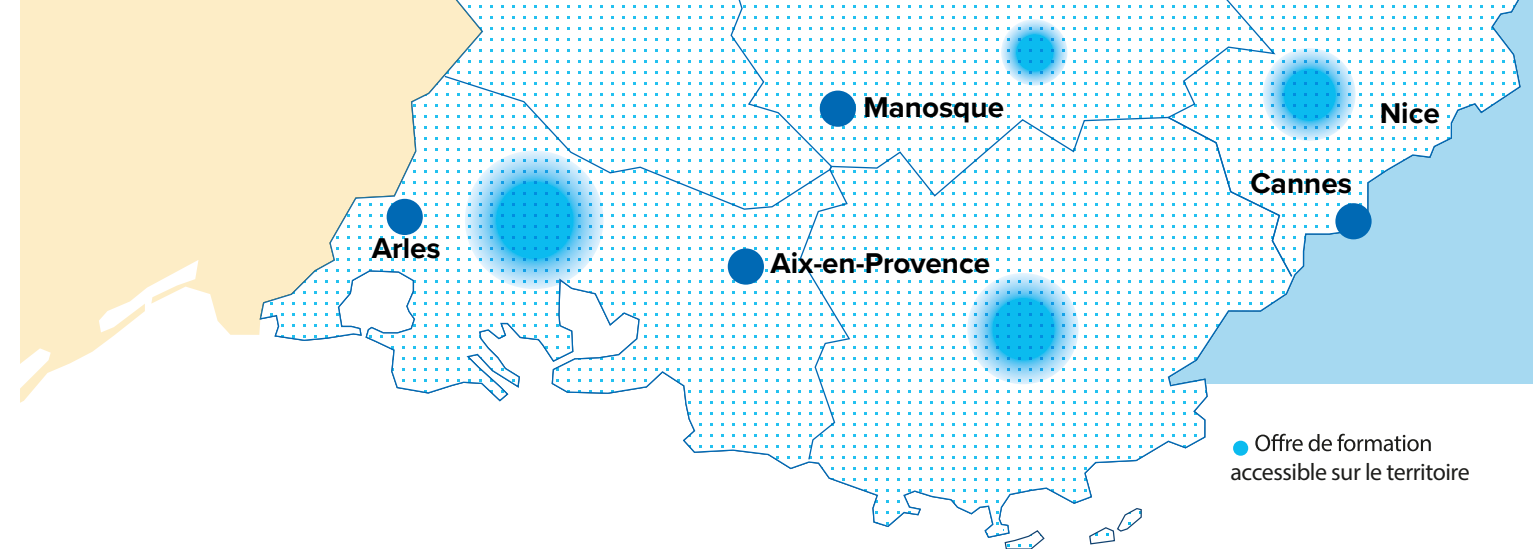 Manosque
Nice
Cannes
Arles
Aix-en-Provence
Offre de formation
accessible sur le territoire